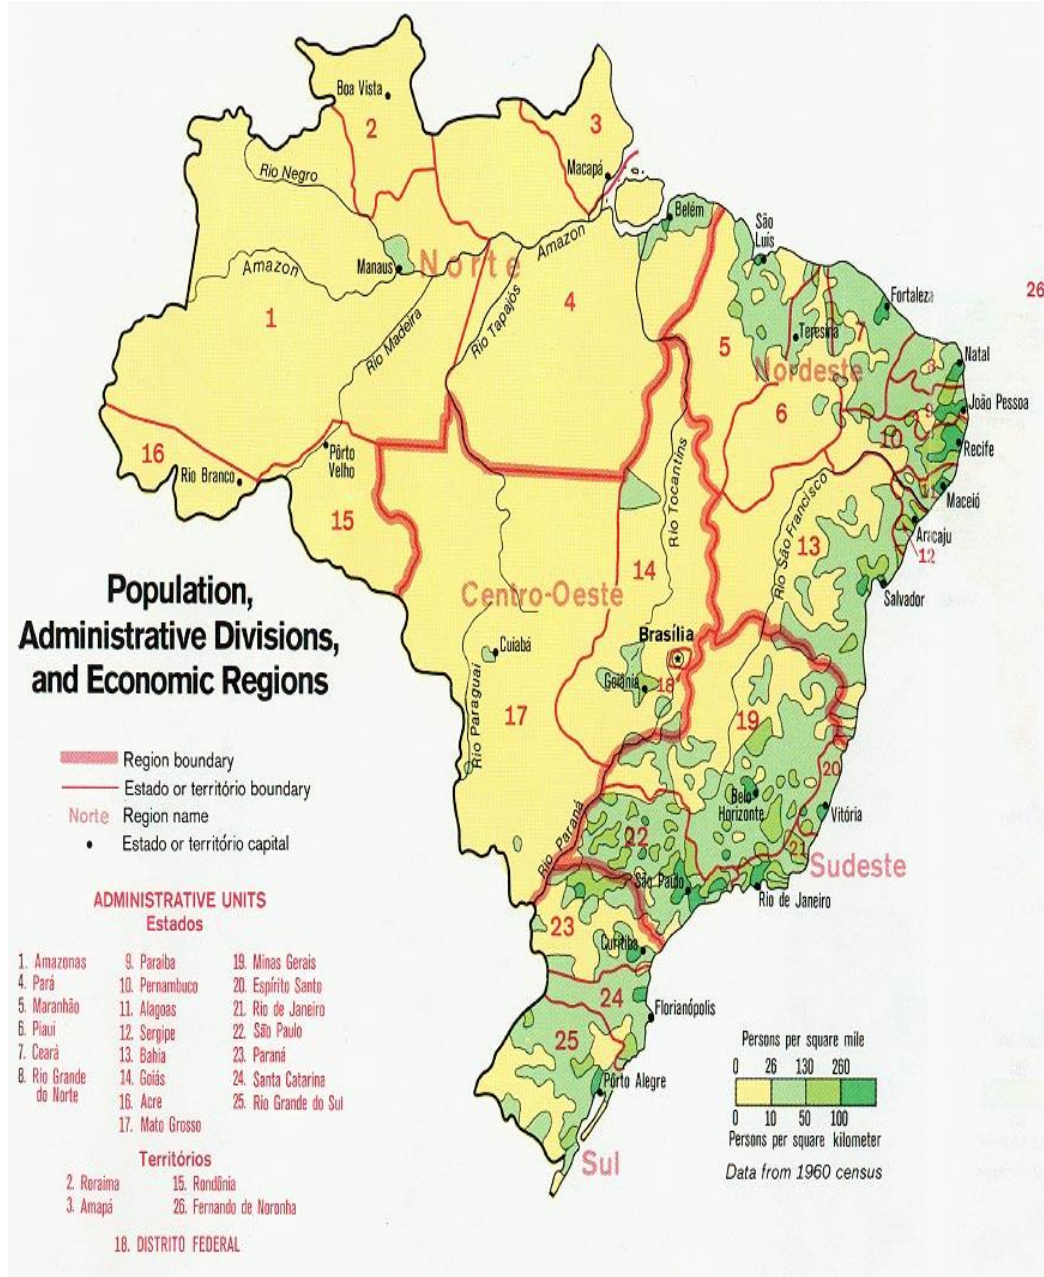 Boa Vista
2
3
Rio Negro
Macapá
Belém
São
Luís
Amazon
Manaus
Norte
Amazon
Fortaleza
26
1
4
Rio Madeira
Rio Tapajós
5
Teresina
7
Natal
8
Nordeste
6
João Pessoa
9
10
Recife
16
Pôrto
Velho
Rio Branco
Rio Tocantins
Rio São Francisco
11
Maceió
15
Aracaju
12
13
14
Centro-Oeste
Salvador
Population,
Administrative Divisions,
and Economic Regions
Brasília
Cuiabá
Goiânia
18
Rio Paraguai
17
19
20
Region boundary
Estado or território boundary
Norte Region name
Estado or território capital
Belo
Horizonte
Vitória
Rio Paraná
22
21
Sudeste
São Paulo
Rio de Janeiro
23
Curitiba
24
Florianópolis
25
Pôrto Alegre
Sul
ADMINISTRATIVE UNITS
Estados
1. Amazonas
4. Pará
5. Maranhão
6. Piauí
7. Ceará
8. Rio Grande
do Norte
9. Paraíba
10. Pernambuco
11. Alagoas
12. Sergipe
13. Bahia
14. Goiás
16. Acre
17. Mato Grosso
19. Minas Gerais
20. Espírito Santo
21. Rio de Janeiro
22. São Paulo
23. Paraná
24. Santa Catarina
25. Rio Grande do Sul
Territórios
2. Roraima
3. Amapá
15. Rondônia
26. Fernando de Noronha
18. DISTRITO FEDERAL
Persons per square mile
0 26 130 260
0 10 50 100
Persons per square kilometer
Data from 1960 census